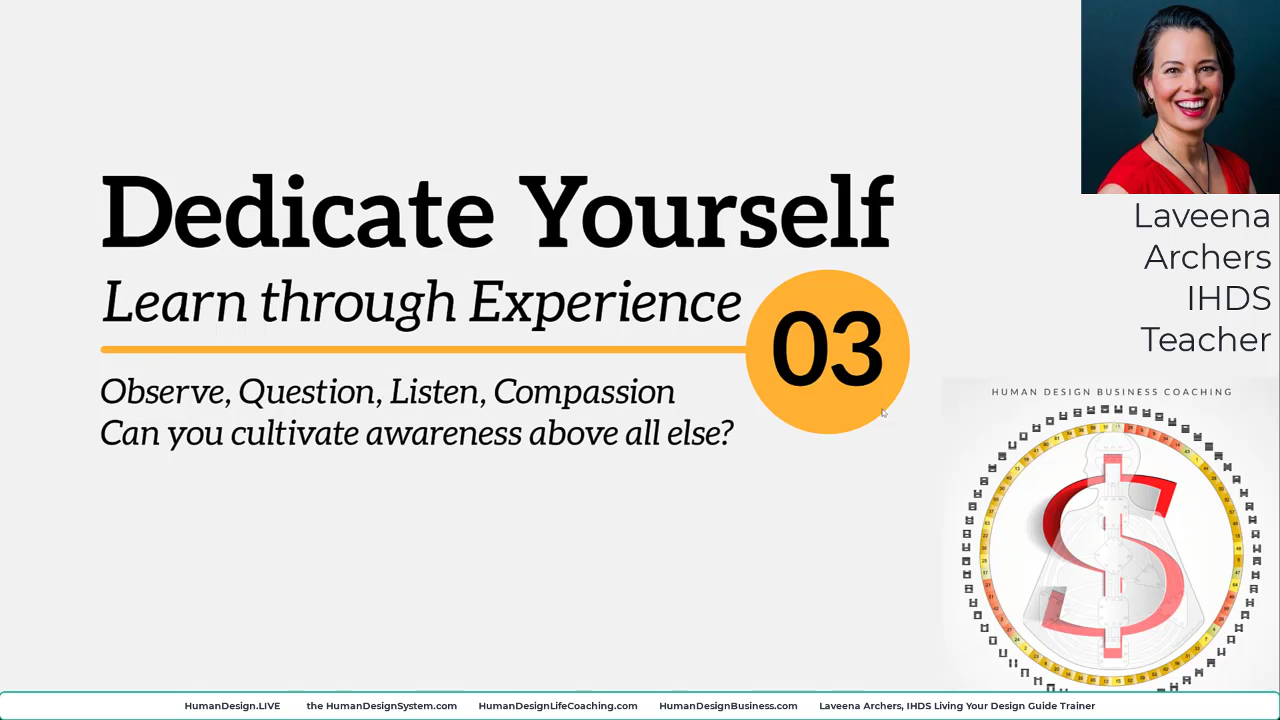 Dedicate Yourself
Learn through Experience
03
Observe, Question, Listen, Compassion
Can you cultivate awareness above all else?
Laveena
Archers
IHDS
Teacher
HUMAN DESIGN BUSINESS COACHING
HumanDesign.LIVE the HumanDesignSystem.com HumanDesignLifeCoaching.com HumanDesignBusiness.com Laveena Archers, IHDS Living Your Design Guide Trainer